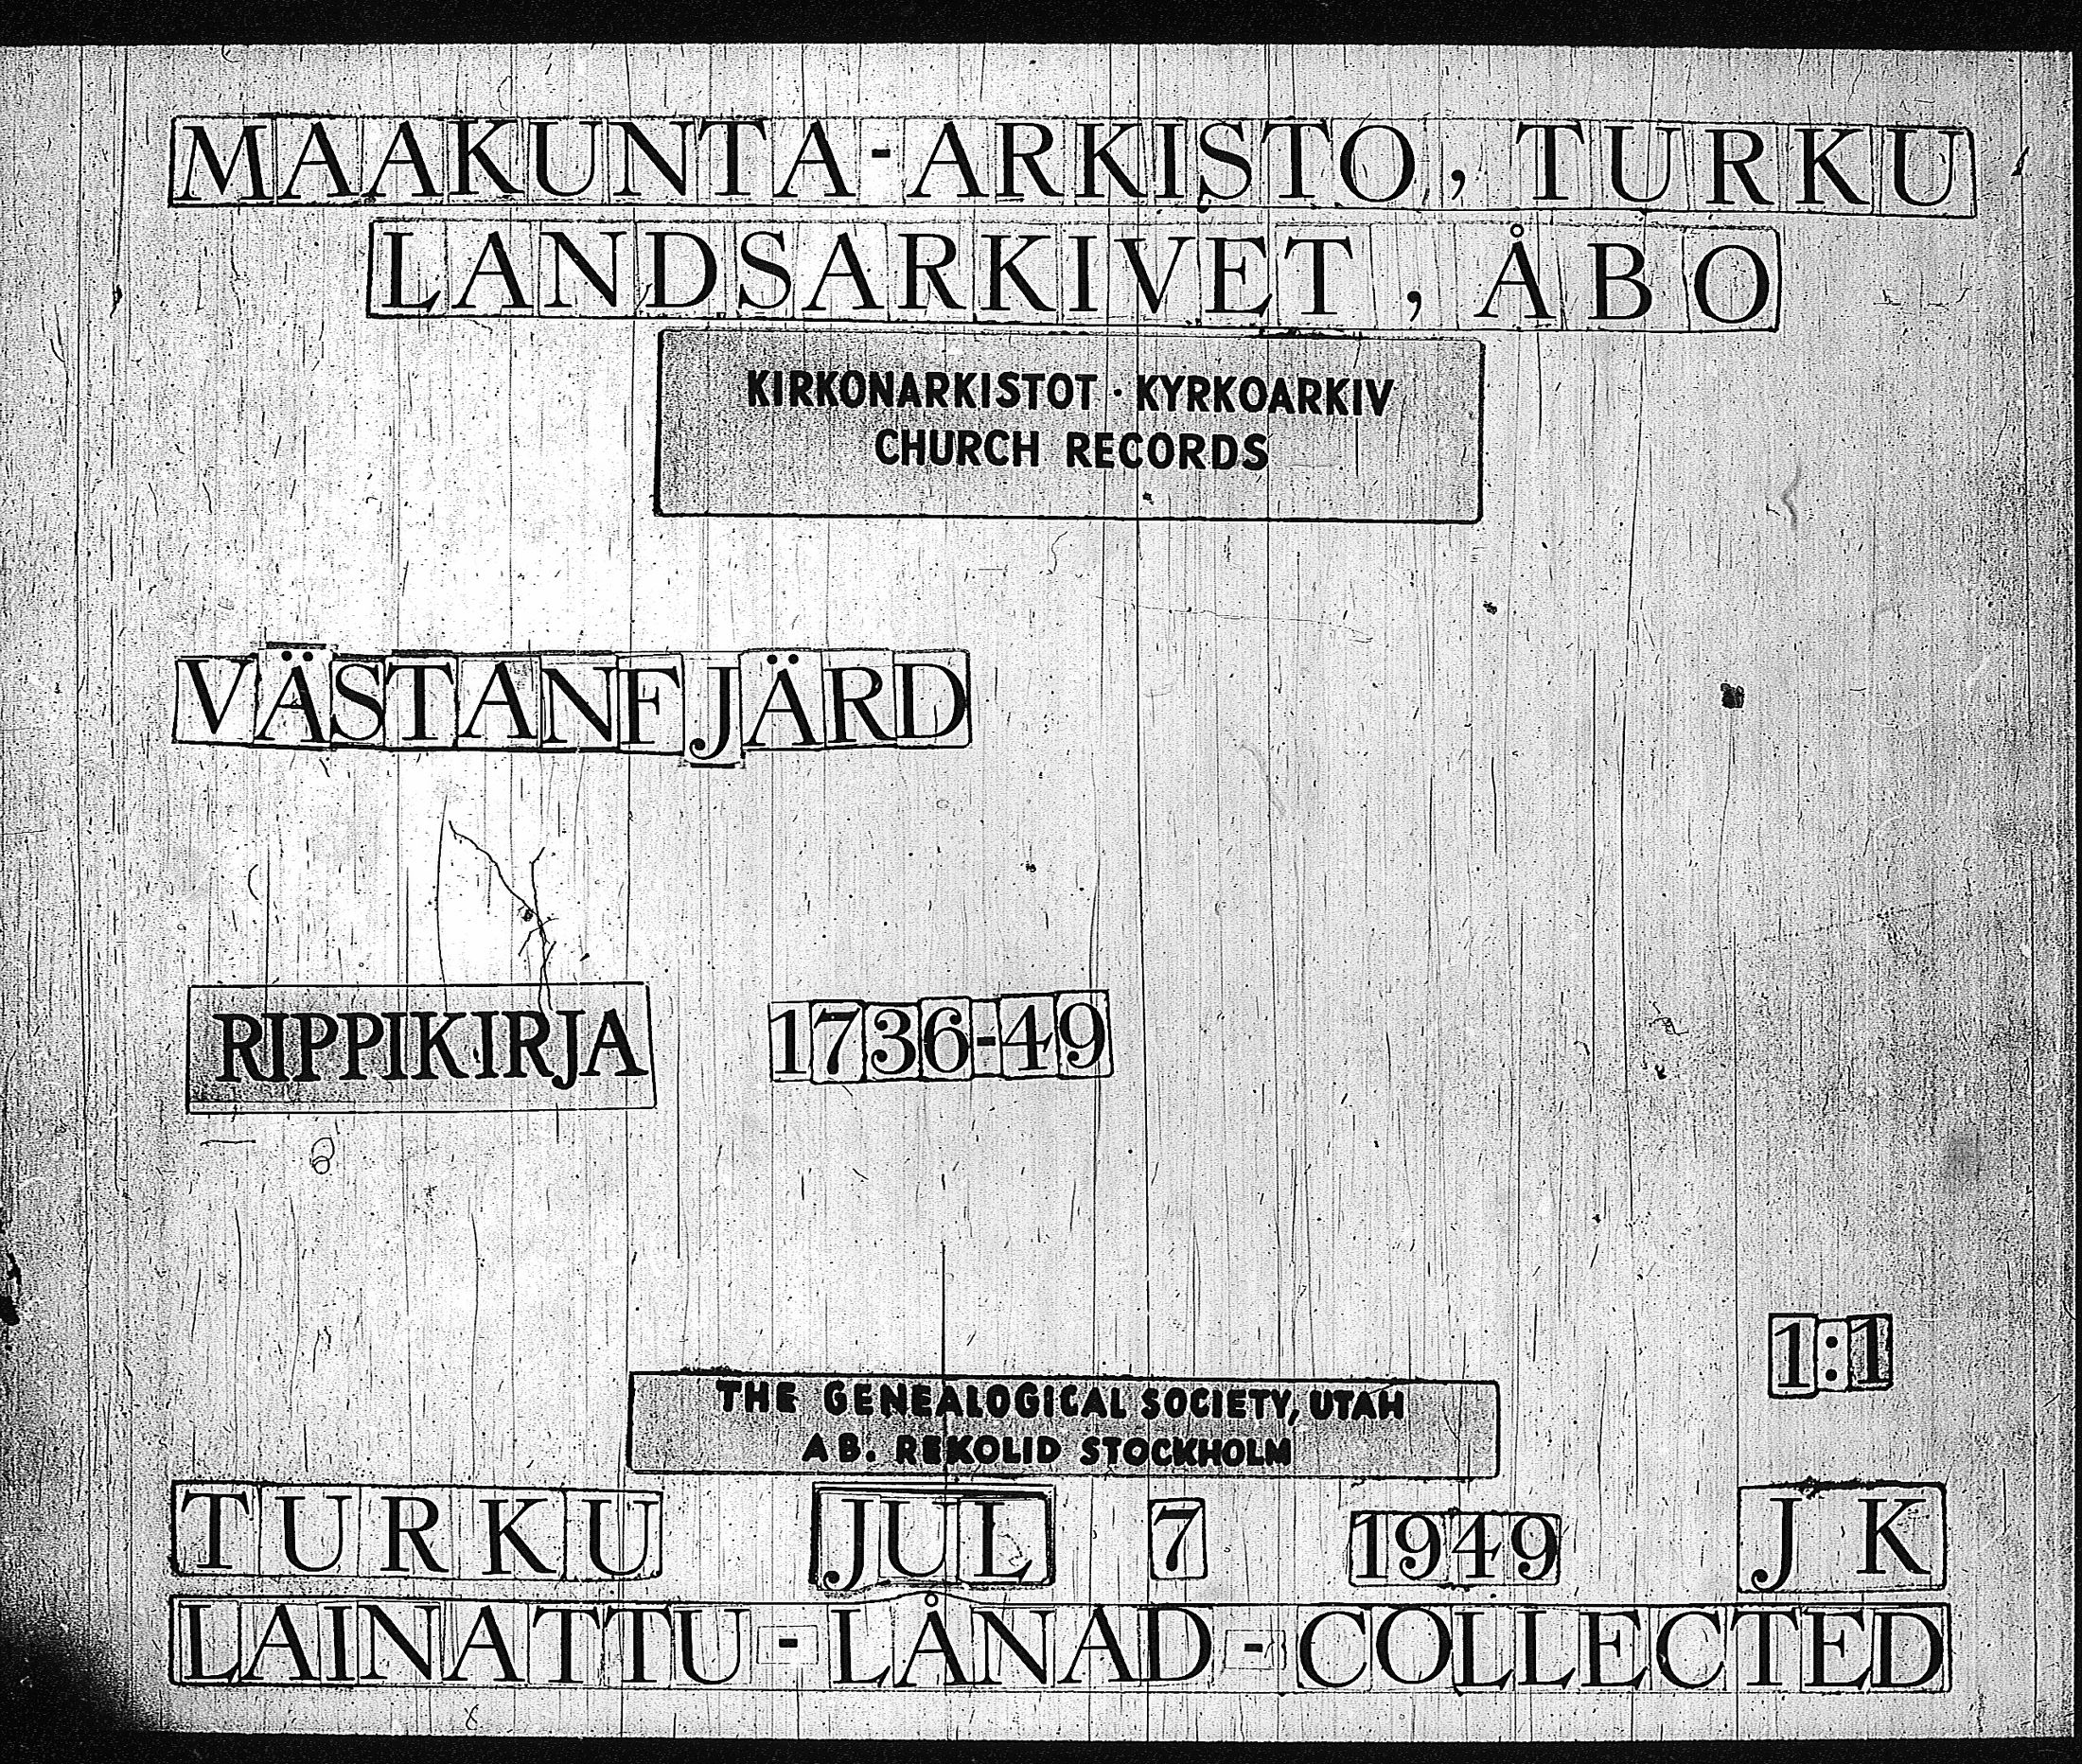 MAAKUNTA-ARKISTO, TURKU
LANDSARKIVET, ÅBO
KIRKONARKISTOT · KYRKOARKIV
CHURCH RECORDS
VÄSTANFJÄRD
RIPPIKIRJA 1736-49
1:1
THE GENEALOGICAL SOCIETY, UTAH
AB. REKOLID STOCKHOLM
TURKU JUL 7 1949 J K
LAINATTU - LÅNAD - COLLECTED